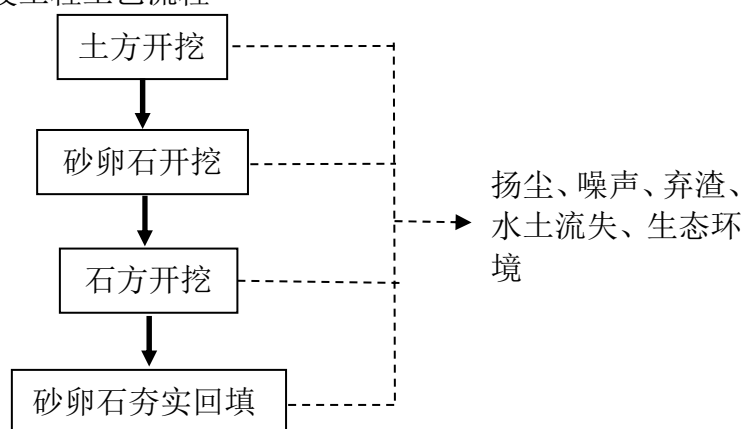 土方开挖
砂卵石开挖
扬尘、噪声、弃渣、
水土流失、生态环
境
石方开挖
砂卵石夯实回填